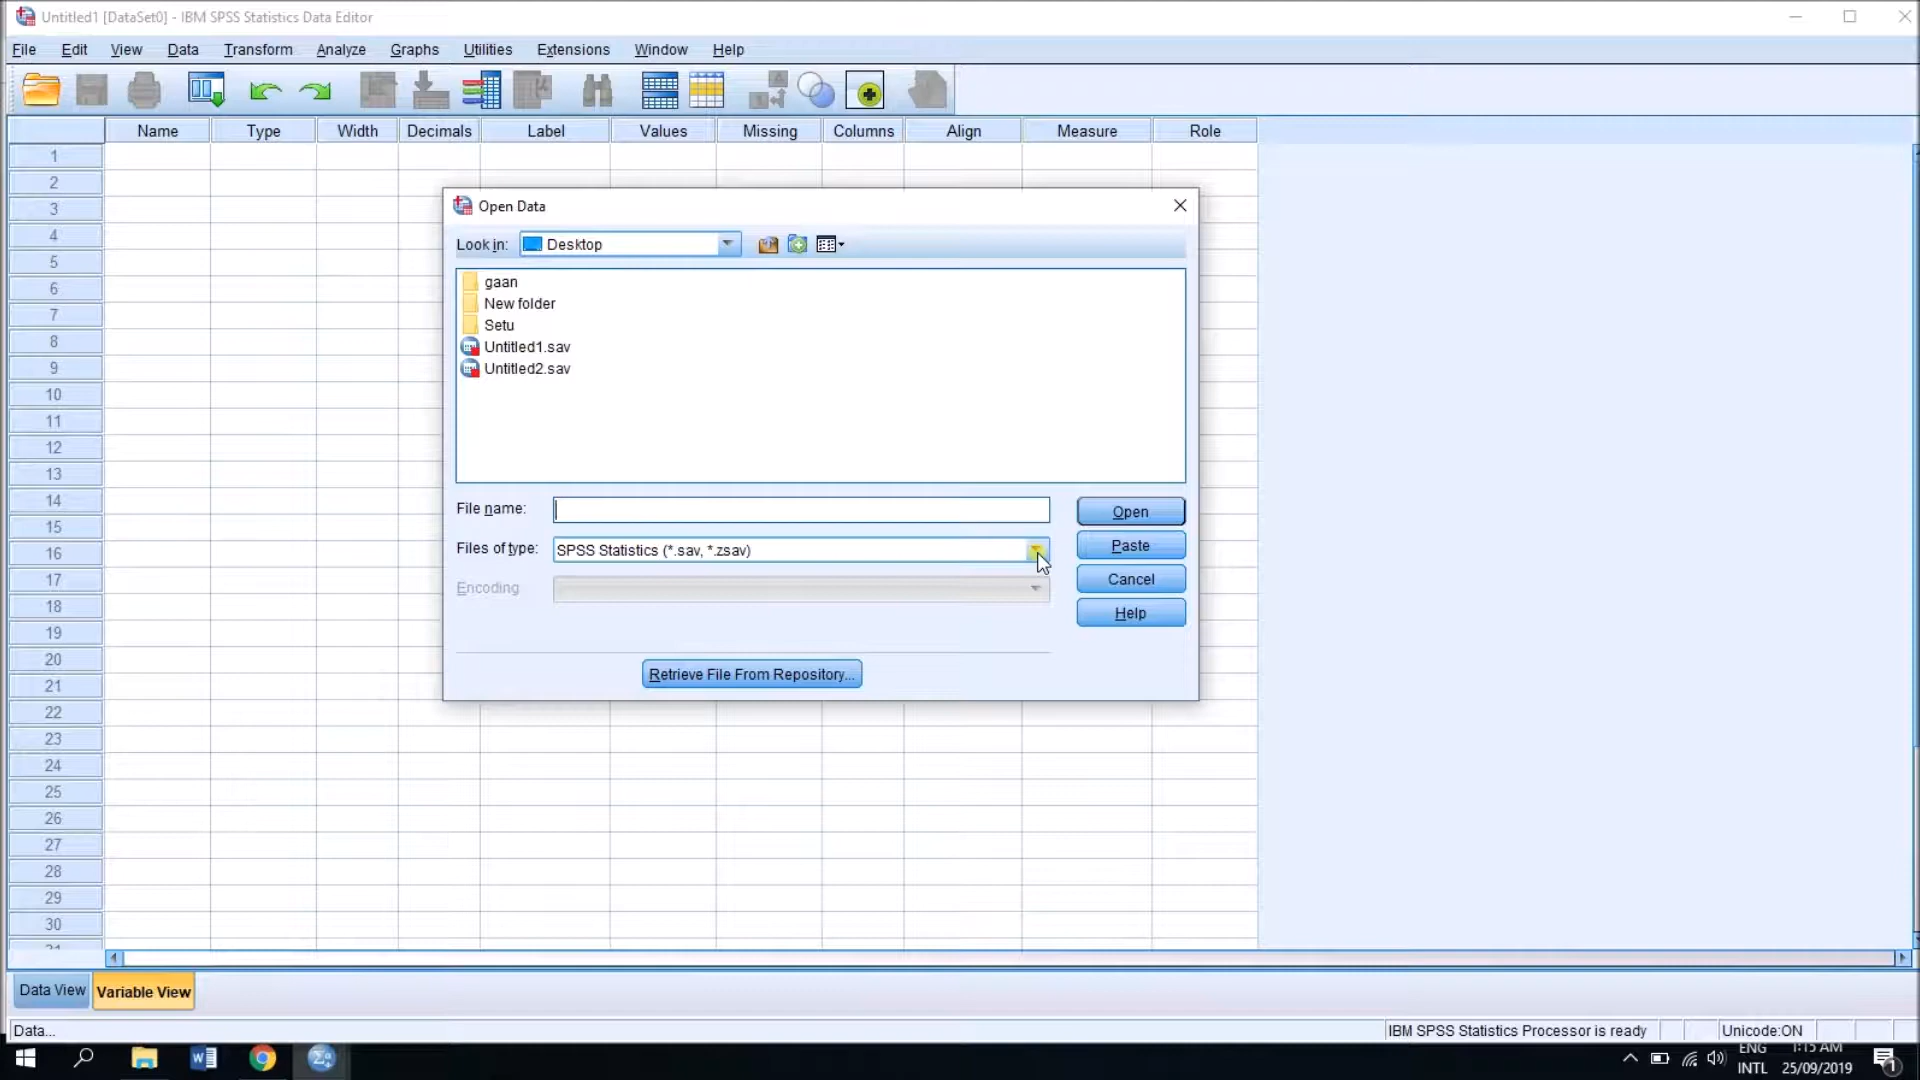 Untitled1 [DataSet0] - IBM SPSS Statistics Data Editor
File Edit View Data Transform Analyze Graphs Utilities Extensions Window Help
Name Type Width Decimals Label Values Missing Columns Align Measure Role
1
2
3
4
5
6
7
8
9
10
11
12
13
14
15
16
17
18
19
20
21
22
23
24
25
26
27
28
29
30
31
Open Data
Look in: Desktop
gaan
New folder
Setu
Untitled1.sav
Untitled2.sav
File name:
Open
Files of type: SPSS Statistics (*.sav, *.zsav)
Paste
Encoding
Cancel
Help
Retrieve File From Repository...
Data View Variable View
Data...
IBM SPSS Statistics Processor is ready
Unicode:ON
ENG
INTL
1:15 AM
25/09/2019
1